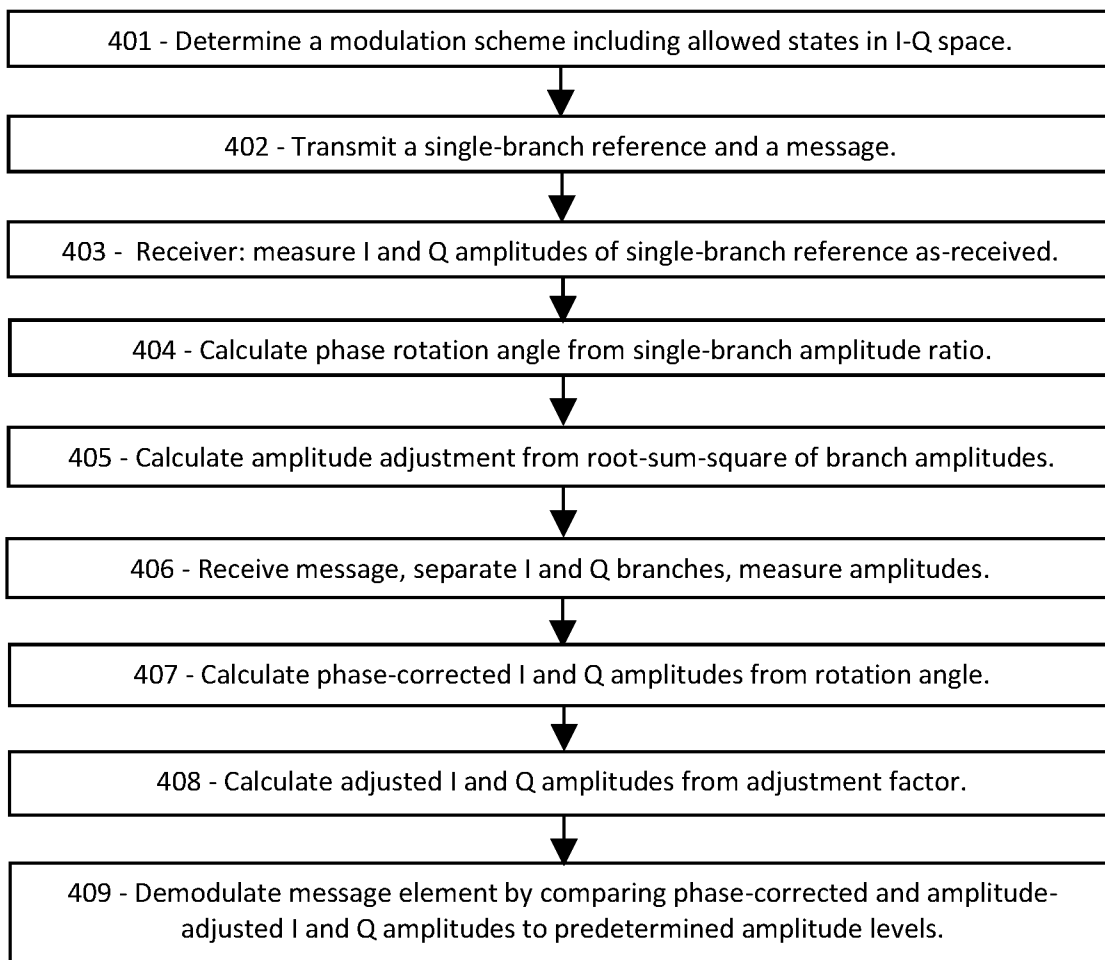 401 - Determine a modulation scheme including allowed states in I-Q space.
402 - Transmit a single-branch reference and a message.
403 -  Receiver: measure I and Q amplitudes of single-branch reference as-received.
404 - Calculate phase rotation angle from single-branch amplitude ratio.
405 - Calculate amplitude adjustment from root-sum-square of branch amplitudes.
406 - Receive message, separate I and Q branches, measure amplitudes.
407 - Calculate phase-corrected I and Q amplitudes from rotation angle.
408 - Calculate adjusted I and Q amplitudes from adjustment factor.
409 - Demodulate message element by comparing phase-corrected and amplitude-
adjusted I and Q amplitudes to predetermined amplitude levels.